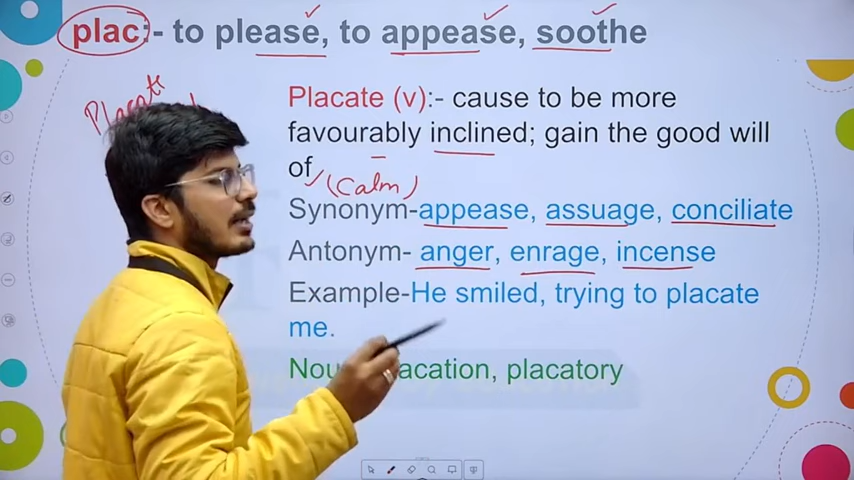 plac:- to please, to appease, soothe
Placate
Placate (v):- cause to be more
favourably inclined; gain the good will
of
(Calm)
Synonym-appease, assuage, conciliate
Antonym- anger, enrage, incense
Example-He smiled, trying to placate
me.
placatory